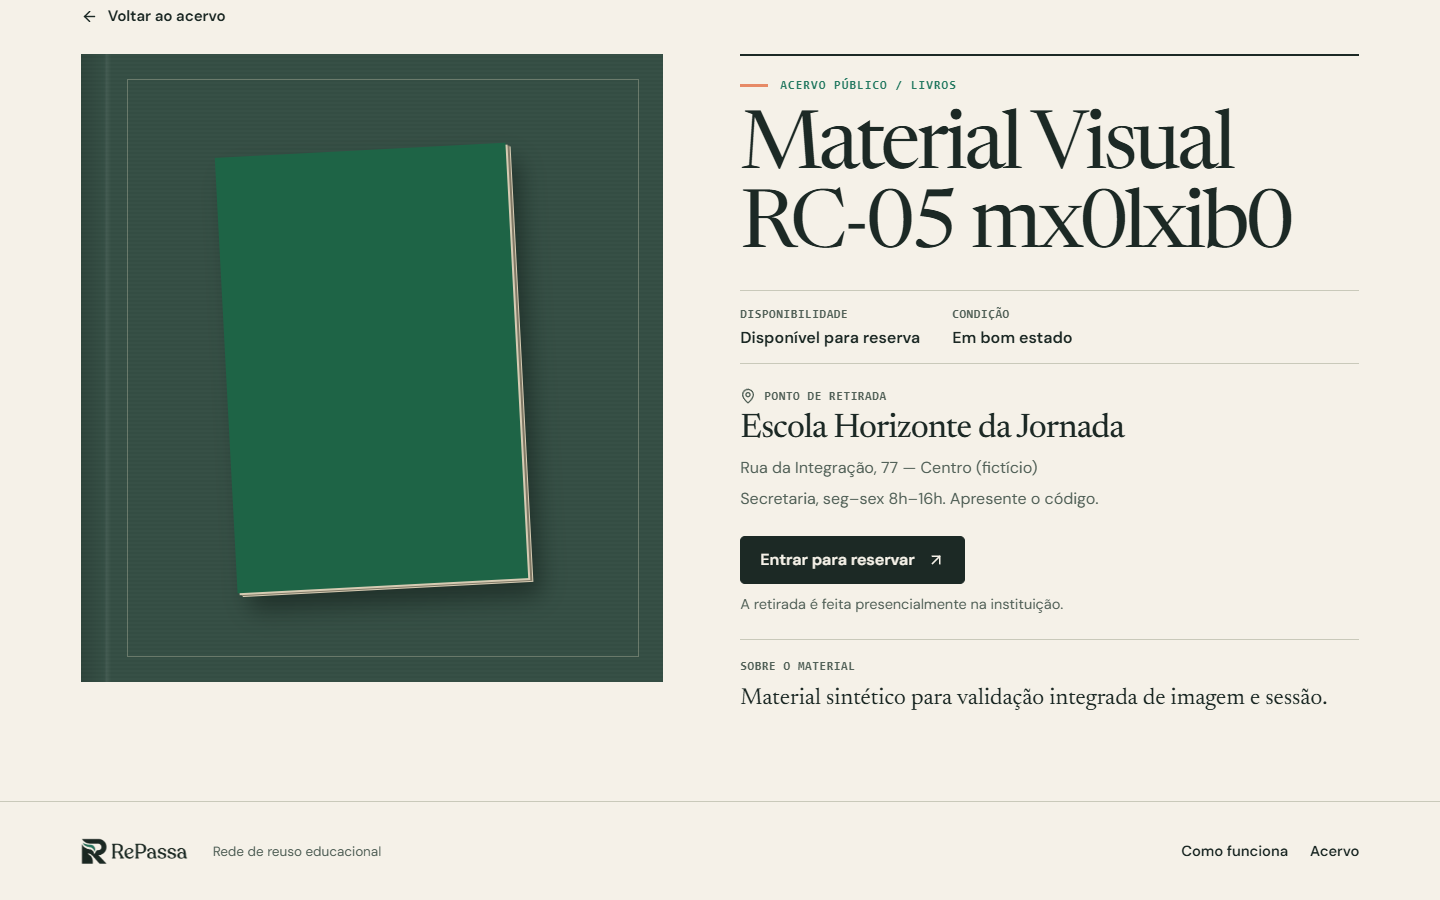 Voltar ao acervo
ACERVO PÚBLICO / LIVROS
Material Visual
RC-05 mx0lxib0
DISPONIBILIDADE
Disponível para reserva
CONDIÇÃO
Em bom estado
PONTO DE RETIRADA
Escola Horizonte da Jornada
Rua da Integração, 77 — Centro (fictício)
Secretaria, seg–sex 8h–16h. Apresente o código.
Entrar para reservar
A retirada é feita presencialmente na instituição.
SOBRE O MATERIAL
Material sintético para validação integrada de imagem e sessão.
RePassa
Rede de reuso educacional
Como funciona
Acervo